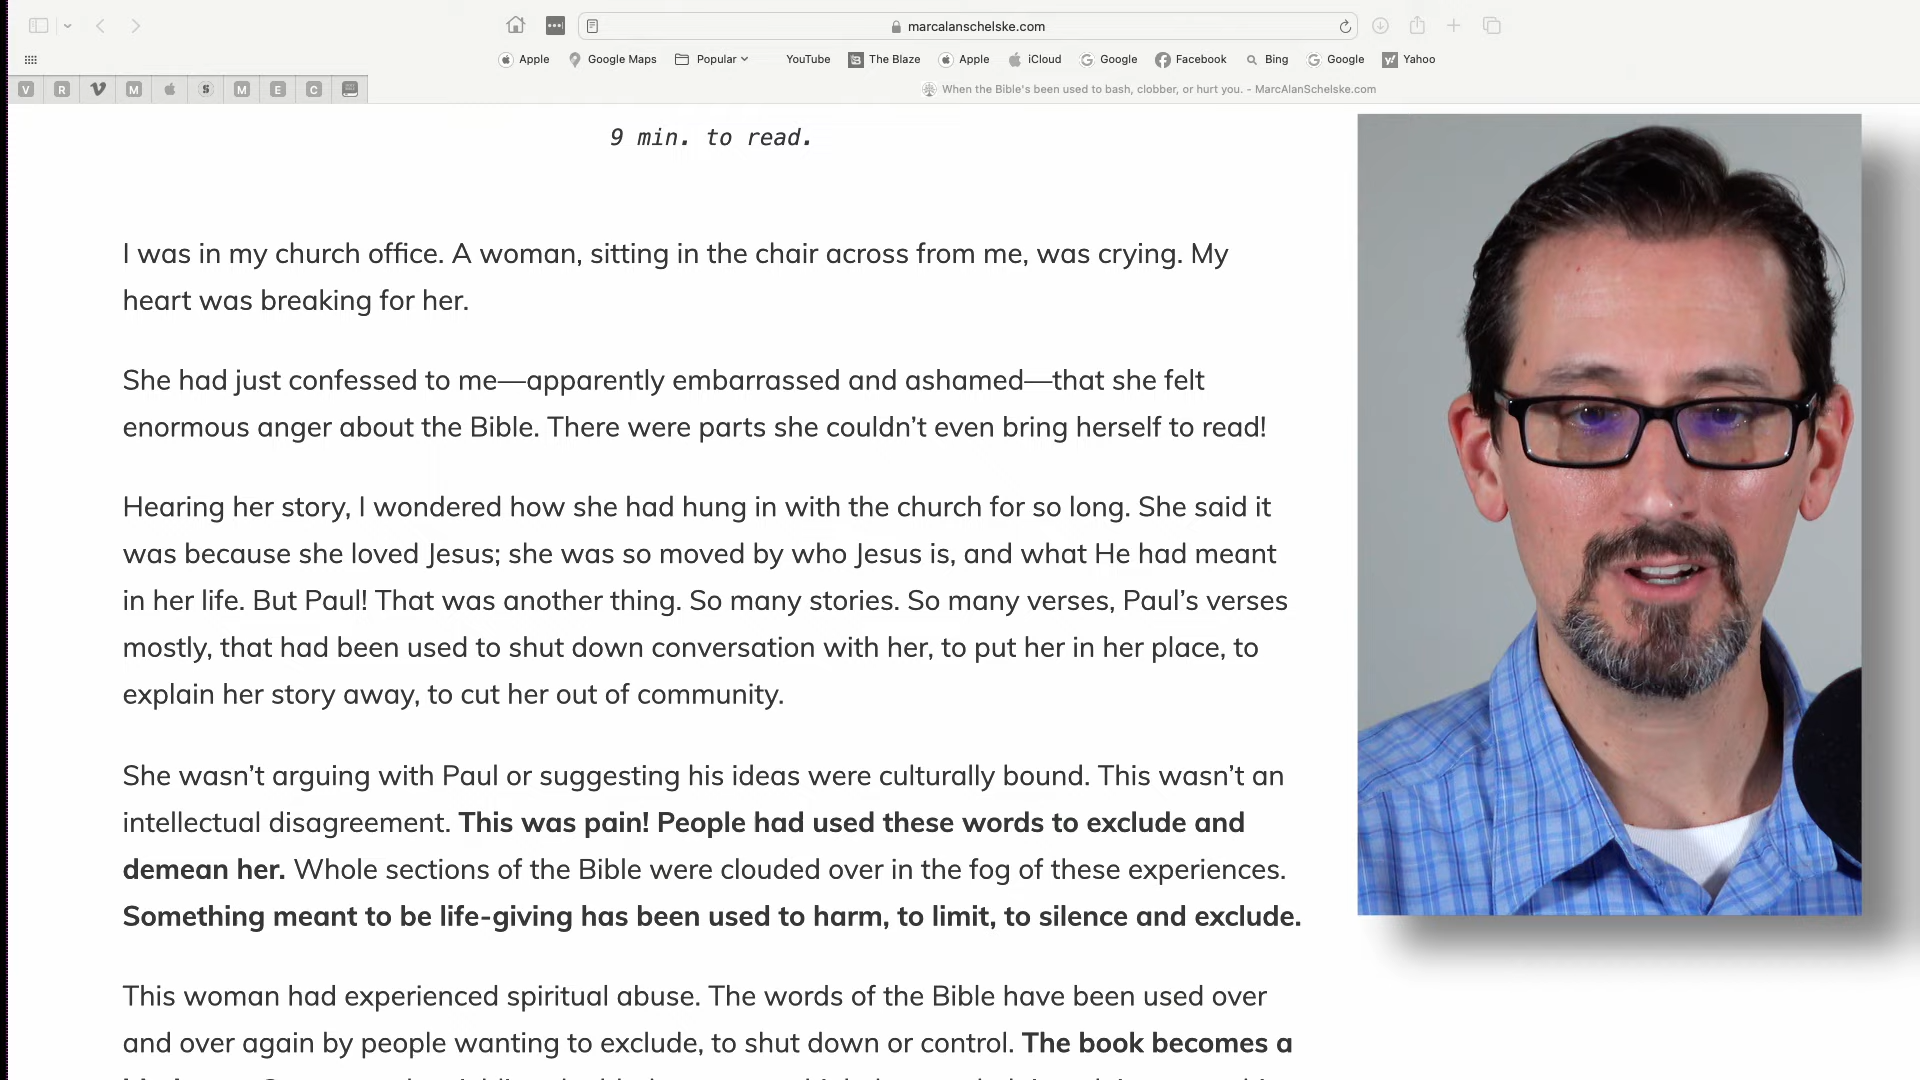 marcalanschelske.com
Apple
Google Maps
Popular
YouTube
The Blaze
Apple
iCloud
Google
Facebook
Bing
Google
Yahoo
V
R
M
S
M
E
C
When the Bible's been used to bash, clobber, or hurt you. - MarcAlanSchelske.com
9 min. to read.
I was in my church office. A woman, sitting in the chair across from me, was crying. My
heart was breaking for her.
She had just confessed to me—apparently embarrassed and ashamed—that she felt
enormous anger about the Bible. There were parts she couldn’t even bring herself to read!
Hearing her story, I wondered how she had hung in with the church for so long. She said it
was because she loved Jesus; she was so moved by who Jesus is, and what He had meant
in her life. But Paul! That was another thing. So many stories. So many verses, Paul’s verses
mostly, that had been used to shut down conversation with her, to put her in her place, to
explain her story away, to cut her out of community.
She wasn’t arguing with Paul or suggesting his ideas were culturally bound. This wasn’t an
intellectual disagreement. This was pain! People had used these words to exclude and
demean her. Whole sections of the Bible were clouded over in the fog of these experiences.
Something meant to be life-giving has been used to harm, to limit, to silence and exclude.
This woman had experienced spiritual abuse. The words of the Bible have been used over
and over again by people wanting to exclude, to shut down or control. The book becomes a